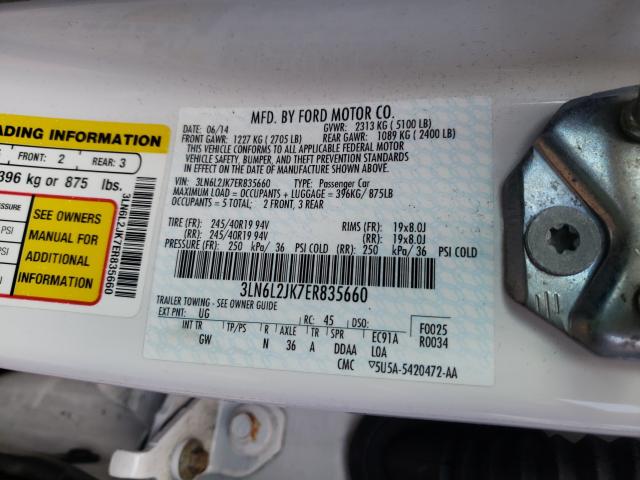 ADING INFORMATION
FRONT: 2 REAR: 3
396 kg or 875 lbs.
PSI
PSI
SEE OWNERS
MANUAL FOR
ADDITIONAL
INFORMATION
3LN6L2JK7ER835660
MFD. BY FORD MOTOR CO.
DATE: 06/14 GVWR: 2313 KG ( 5100 LB)
FRONT GAWR: 1227 KG ( 2705 LB) REAR GAWR: 1089 KG ( 2400 LB)
THIS VEHICLE CONFORMS TO ALL APPLICABLE FEDERAL MOTOR
VEHICLE SAFETY, BUMPER, AND THEFT PREVENTION STANDARDS
IN EFFECT ON THE DATE OF MANUFACTURE SHOWN ABOVE.
VIN: 3LN6L2JK7ER835660 TYPE: Passenger Car
MAXIMUM LOAD = OCCUPANTS + LUGGAGE = 396KG / 875LB
OCCUPANTS = 5 TOTAL: 2 FRONT, 3 REAR
TIRE (FR): 245/40R19 94V RIMS (FR): 19x8.0J
(RR): 245/40R19 94V (RR): 19x8.0J
PRESSURE (FR): 250 kPa/ 36 PSI COLD (RR): 250 kPa/ 36 PSI COLD
3LN6L2JK7ER835660
TRAILER TOWING - SEE OWNER GUIDE
EXT PNT: UG RC: 45 DSO:
INT TR TP/PS R AXLE TR SPR EC91A F0025
GW N 36 A DDAA L0A R0034
CMC 5U5A-5420472-AA